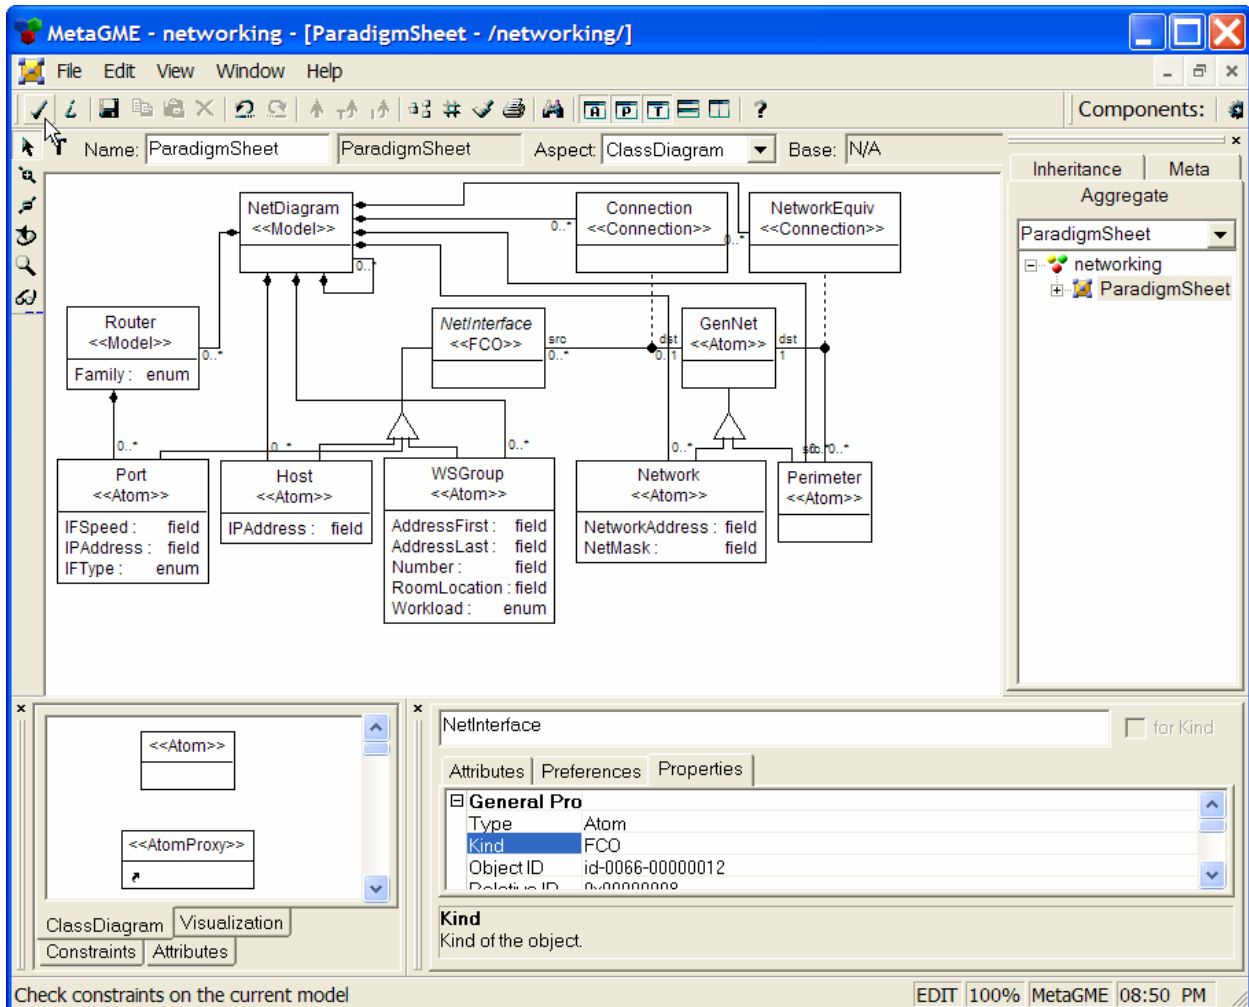 MetaGME - networking - [ParadigmSheet - /networking/]
File Edit View Window Help
Components:
Name: ParadigmSheet ParadigmSheet Aspect: ClassDiagram Base: N/A
Inheritance Meta
Aggregate
ParadigmSheet
networking
ParadigmSheet
NetDiagram
<<Model>>
0..*
Connection
<<Connection>>
0..*
NetworkEquiv
<<Connection>>
0..*
Router
<<Model>>
Family : enum
0..*
NetInterface
<<FCO>>
src
0..*
dst
0..1
GenNet
<<Atom>>
dst
1
0..*
0..*
0..*
0..*
0..*
Port
<<Atom>>
IFSpeed : field
IPAddress : field
IFType : enum
Host
<<Atom>>
IPAddress : field
WSGroup
<<Atom>>
AddressFirst : field
AddressLast : field
Number : field
RoomLocation : field
Workload : enum
Network
<<Atom>>
NetworkAddress : field
NetMask : field
Perimeter
<<Atom>>
<<Atom>>
<<AtomProxy>>
ClassDiagram Visualization
Constraints Attributes
NetInterface
for Kind
Attributes Preferences Properties
General Pro
Type Atom
Kind FCO
Object ID id-0066-00000012
Relative ID 0x00000008
Kind
Kind of the object.
Check constraints on the current model
EDIT 100% MetaGME 08:50 PM